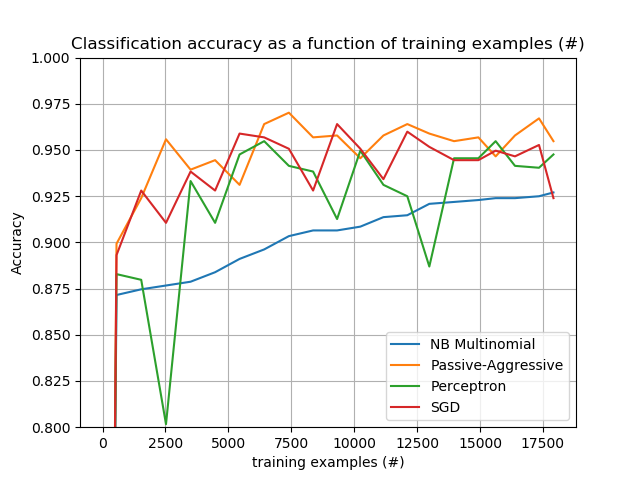 Classification accuracy as a function of training examples (#)
1.000
0.975
0.950
0.925
0.900
0.875
0.850
0.825
0.800
Accuracy
NB Multinomial
Passive-Aggressive
Perceptron
SGD
0 2500 5000 7500 10000 12500 15000 17500
training examples (#)